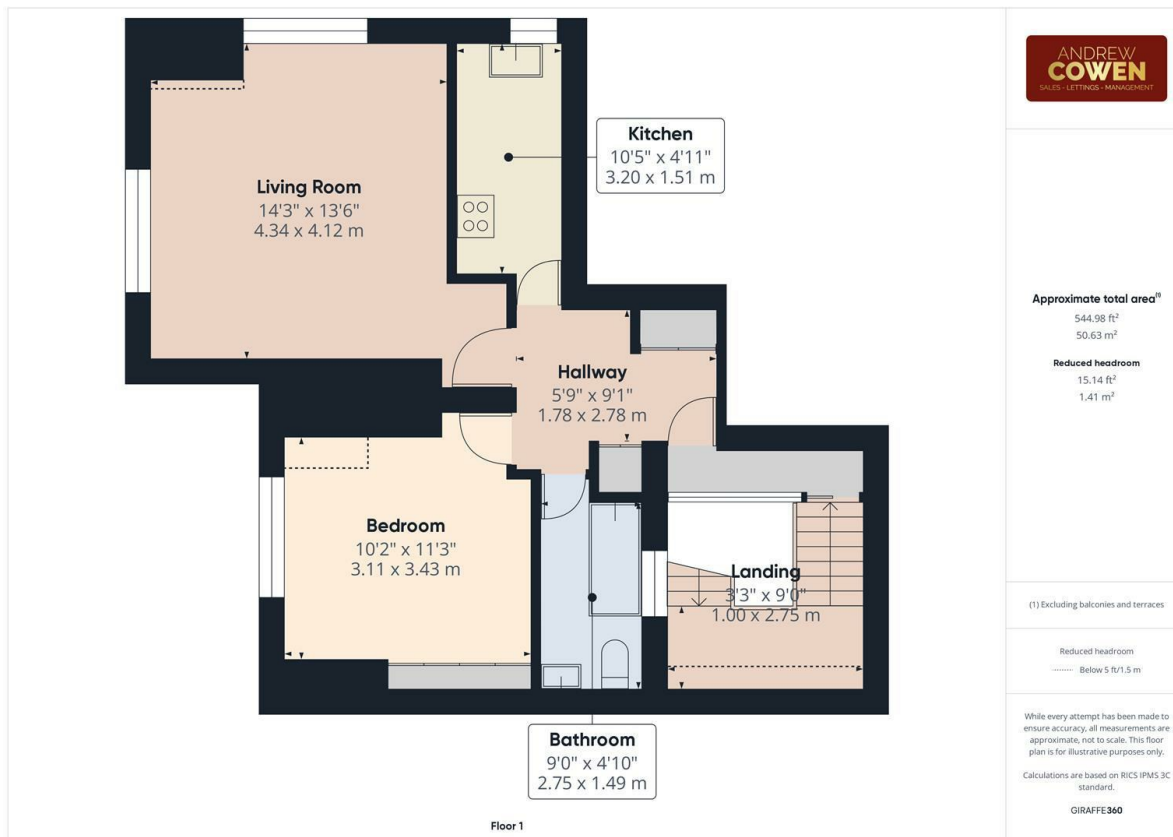 Living Room
14'3" x 13'6"
4.34 x 4.12 m
Kitchen
10'5" x 4'11"
3.20 x 1.51 m
Hallway
5'9" x 9'1"
1.78 x 2.78 m
Bedroom
10'2" x 11'3"
3.11 x 3.43 m
Landing
3'3" x 9'0"
1.00 x 2.75 m
Bathroom
9'0" x 4'10"
2.75 x 1.49 m
Floor 1
ANDREW
COWEN
SALES - LETTINGS - MANAGEMENT
Approximate total area(1)
544.98 ft²
50.63 m²
Reduced headroom
15.14 ft²
1.41 m²
(1) Excluding balconies and terraces
Reduced headroom
Below 5 ft/1.5 m
While every attempt has been made to
ensure accuracy, all measurements are
approximate, not to scale. This floor
plan is for illustrative purposes only.
Calculations are based on RICS IPMS 3C
standard.
GIRAFFE360